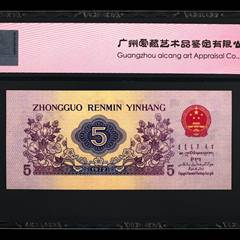 广州爱藏艺术品鉴定有限公
Guangzhou aicang art Appraisal Co.,
ZHONGGUO RENMIN YINHANG
5
1972
5
5